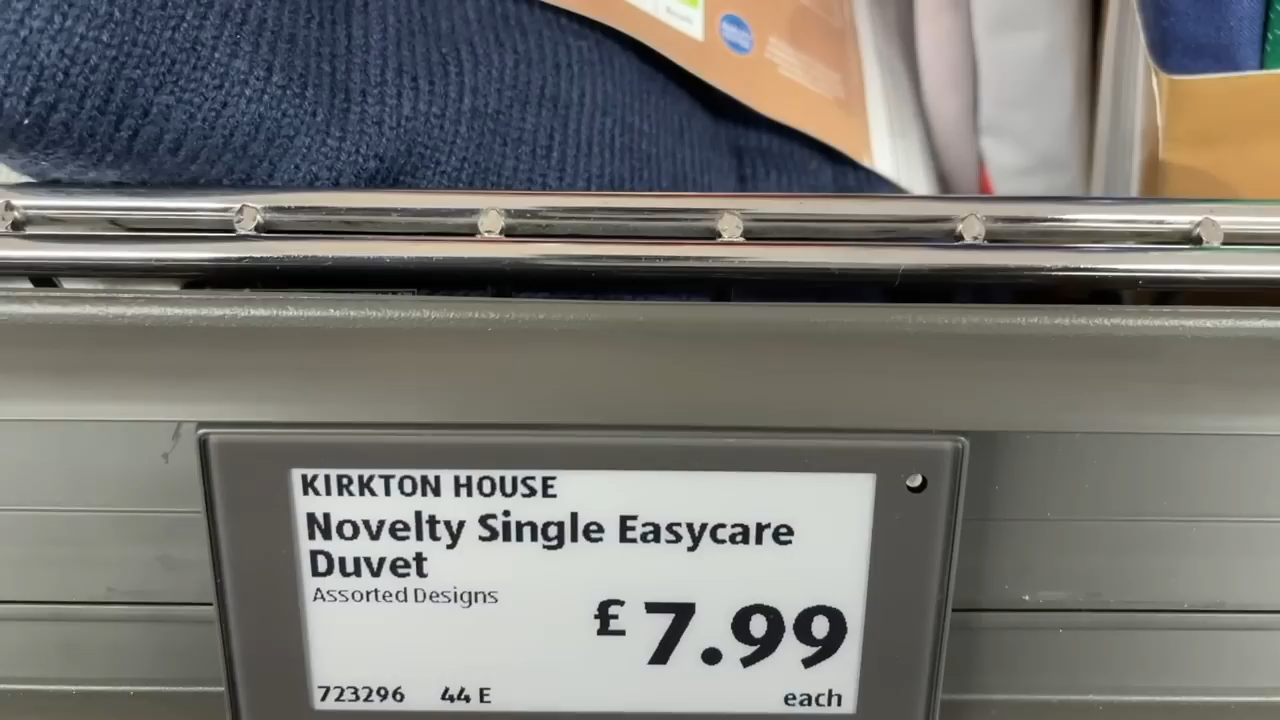 KIRKTON HOUSE
Novelty Single Easycare
Duvet
Assorted Designs
£7.99
723296 44 E
each